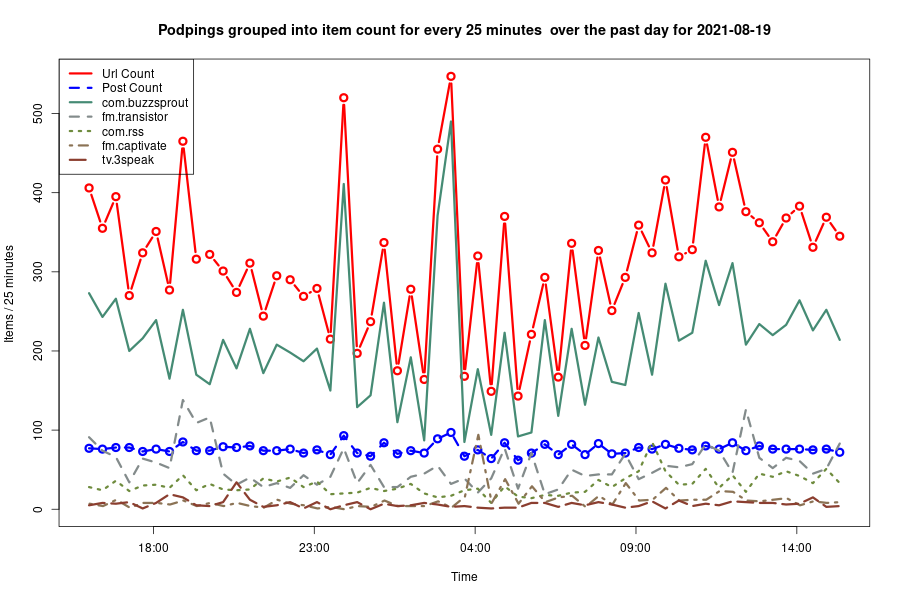 Podpings grouped into item count for every 25 minutes  over the past day for 2021-08-19
Url Count
Post Count
com.buzzsprout
fm.transistor
com.rss
fm.captivate
tv.3speak
Items / 25 minutes
500
400
300
200
100
0
18:00 23:00 04:00 09:00 14:00
Time